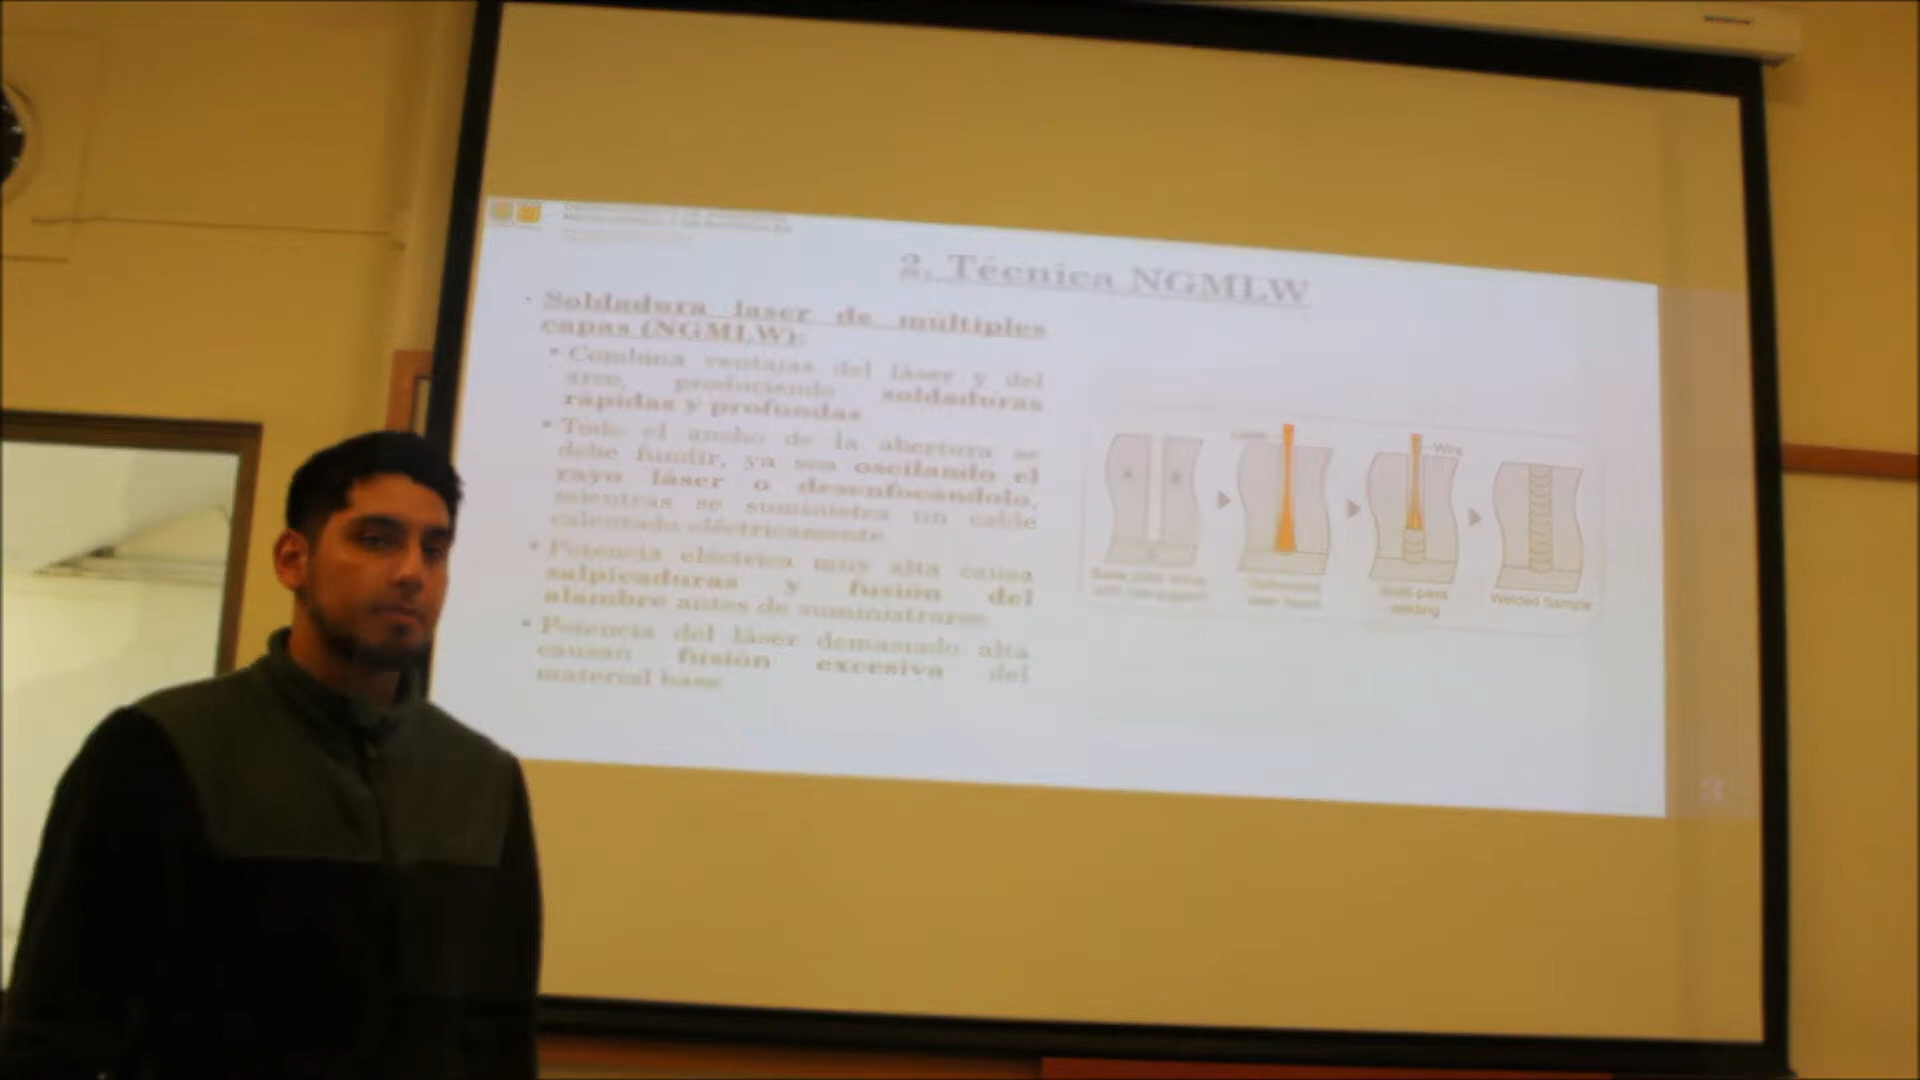 2. Técnica NGMLW
• Soldadura laser de múltiples
capas (NGMLW):
• Combina ventajas del láser y del
arco, produciendo soldaduras
rápidas y profundas
• Todo el ancho de la abertura se
debe fundir, ya sea oscilando el
rayo láser o desenfocándolo,
mientras se suministra un cable
calentado eléctricamente
• Potencia eléctrica muy alta causa
salpicaduras y fusión del
alambre antes de suministrarse
• Potencia del láser demasiado alta
causan fusión excesiva del
material base
A
B
Laser
Wire
welding
Welded Sample
3